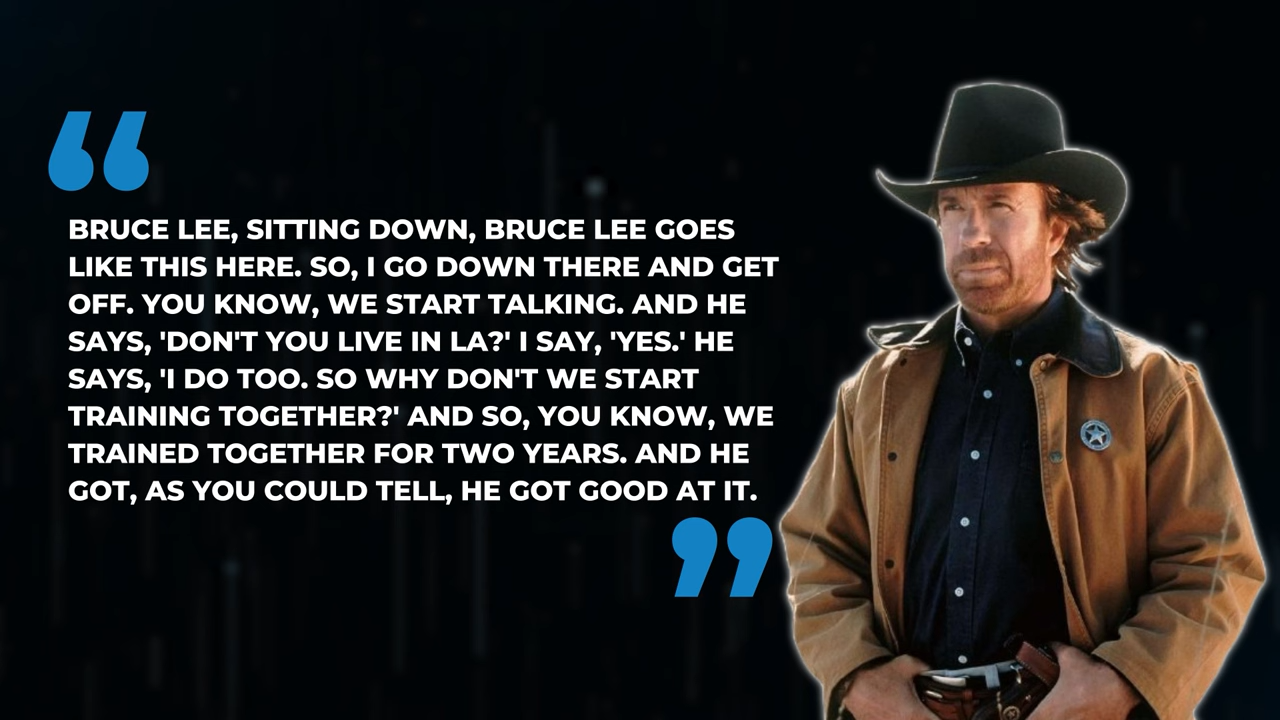 “
BRUCE LEE, SITTING DOWN, BRUCE LEE GOES
LIKE THIS HERE. SO, I GO DOWN THERE AND GET
OFF. YOU KNOW, WE START TALKING. AND HE
SAYS, 'DON'T YOU LIVE IN LA?' I SAY, 'YES.' HE
SAYS, 'I DO TOO. SO WHY DON'T WE START
TRAINING TOGETHER?' AND SO, YOU KNOW, WE
TRAINED TOGETHER FOR TWO YEARS. AND HE
GOT, AS YOU COULD TELL, HE GOT GOOD AT IT.
”